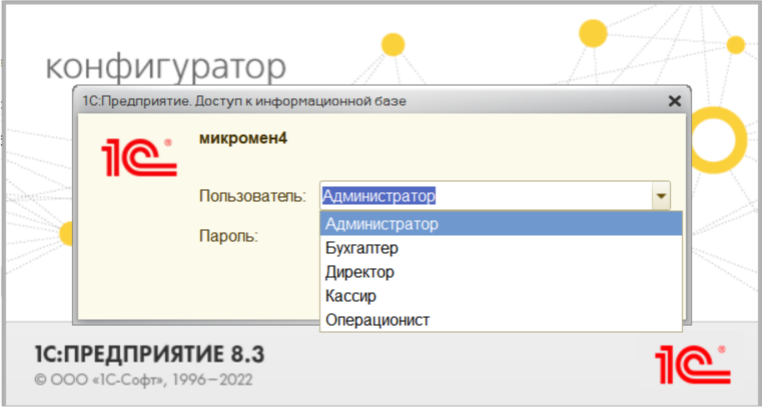 конфигуратор
1С:Предприятие. Доступ к информационной базе
1С
микромен4
Пользователь: Администратор
Администратор
Пароль:
Бухгалтер
Директор
Кассир
Операционист
1С:ПРЕДПРИЯТИЕ 8.3
© ООО «1С-Софт», 1996–2022
1С